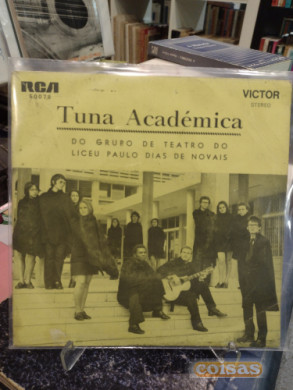 RCA
VICTOR
STEREO
Tuna Académica
DO GRUPO DE TEATRO DO
LICEU PAULO DIAS DE NOVAIS
coisas